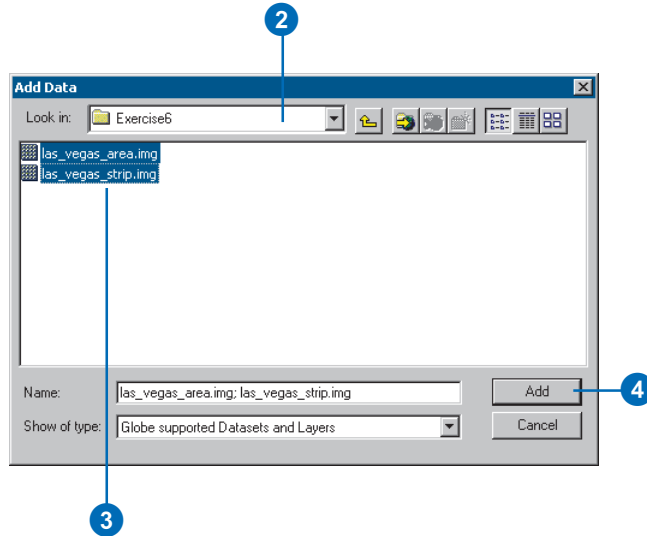 2
Add Data
Look in: Exercise6
las_vegas_area.img
las_vegas_strip.img
Name: las_vegas_area.img; las_vegas_strip.img Add 4
Show of type: Globe supported Datasets and Layers Cancel
3